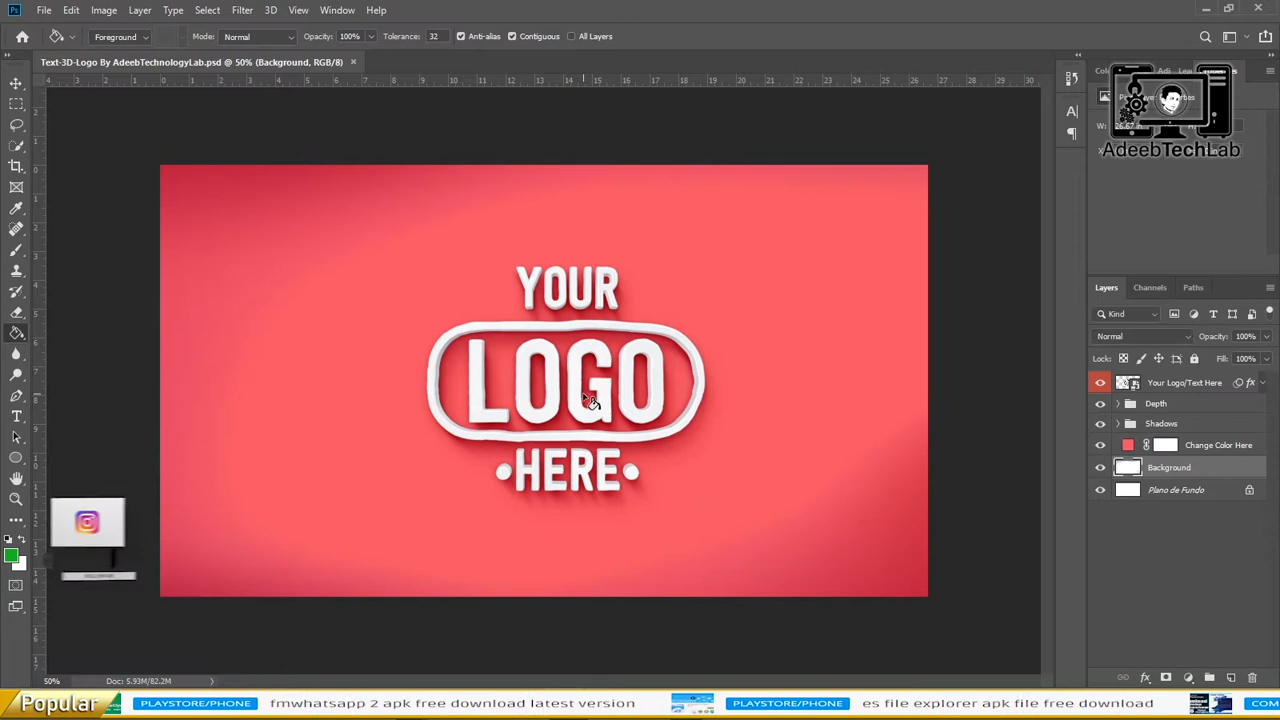 Ps File Edit Image Layer Type Select Filter 3D View Window Help
Foreground Mode: Normal Opacity: 100% Tolerance: 32 Anti-alias Contiguous All Layers
Text-3D-Logo By AdeebTechnologyLab.psd @ 50% (Background, RGB/8)
AdeebTechLab
YOUR
LOGO
HERE
Layers Channels Paths
Kind
Normal Opacity: 100%
Lock: Fill: 100%
Your Logo/Text Here fx
Depth
Shadows
Change Color Here
Background
Plano de Fundo
50% Doc: 5.93M/82.2M
Popular PLAYSTORE/PHONE fmwhatsapp 2 apk free download latest version PLAYSTORE/PHONE es file explorer apk file free download COM